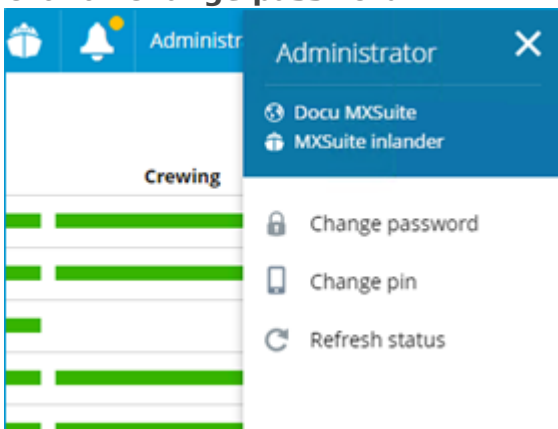 Administr
Administrator
Docu MXSuite
MXSuite inlander
Crewing
Change password
Change pin
Refresh status